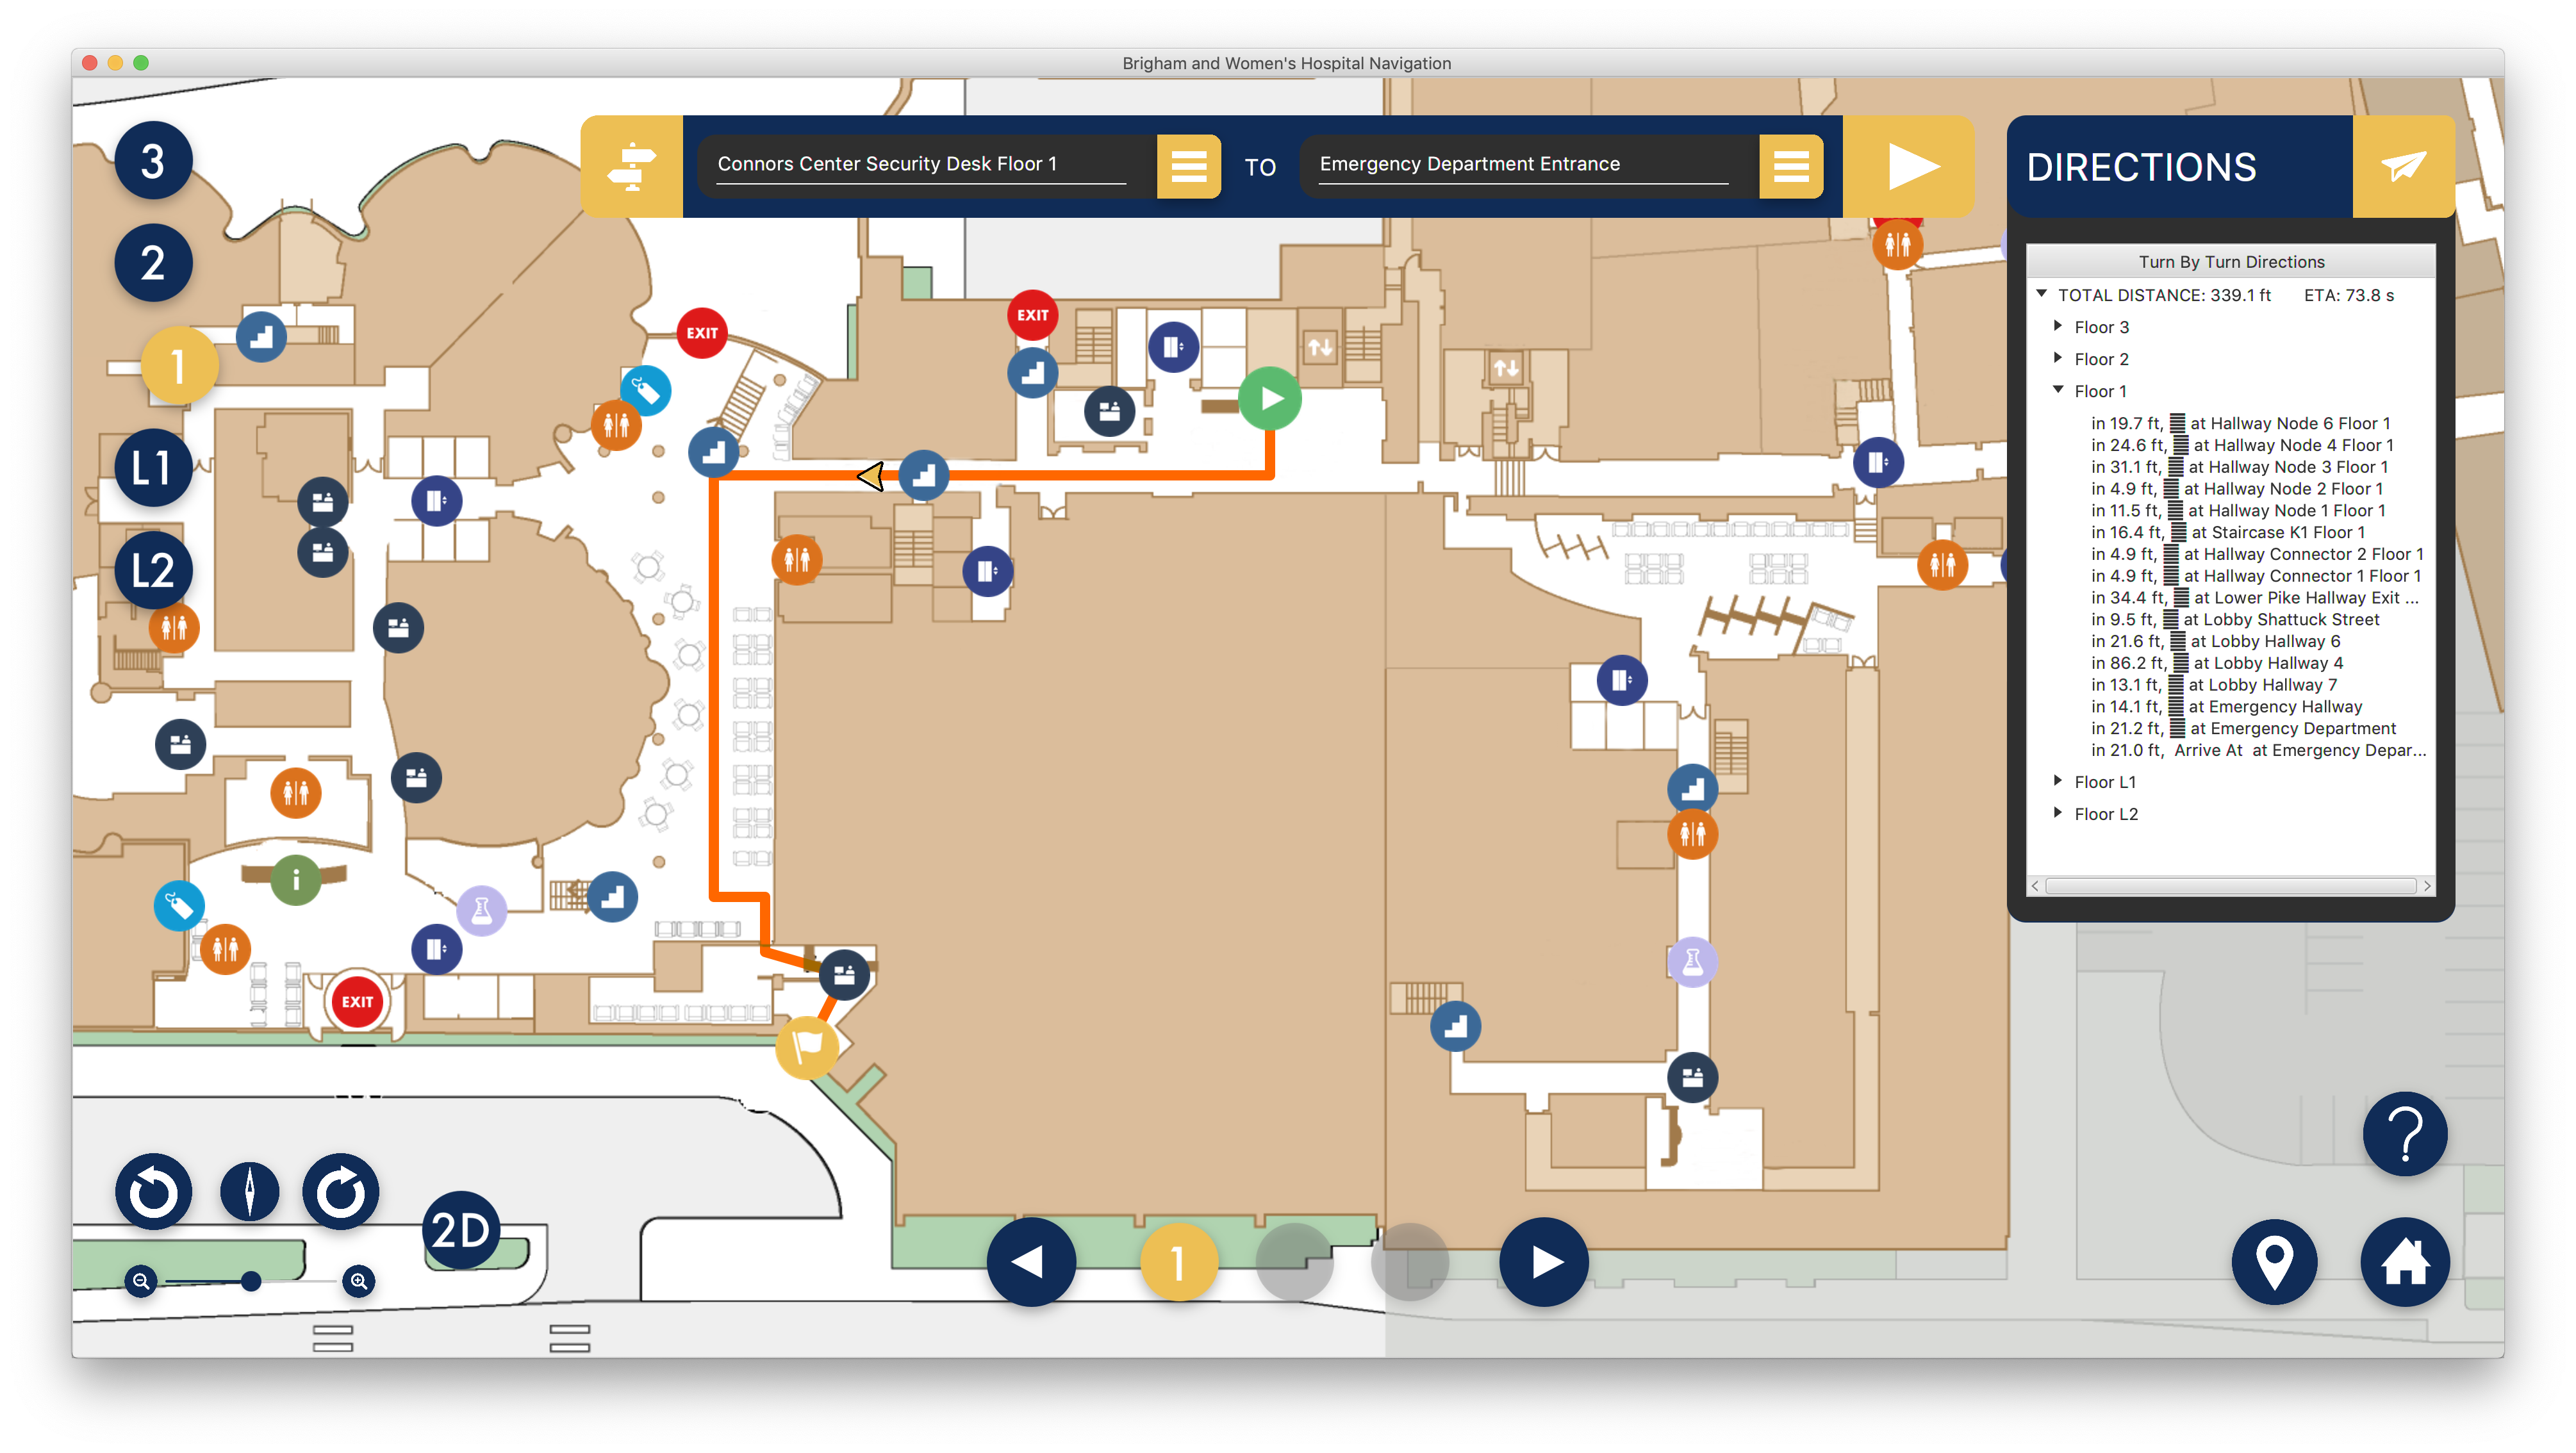 Brigham and Women's Hospital Navigation
Connors Center Security Desk Floor 1
TO
Emergency Department Entrance
DIRECTIONS
3
2
1
L1
L2
EXIT
EXIT
EXIT
i
Turn By Turn Directions
TOTAL DISTANCE: 339.1 ft ETA: 73.8 s
Floor 3
Floor 2
Floor 1
in 19.7 ft, at Hallway Node 6 Floor 1
in 24.6 ft, at Hallway Node 4 Floor 1
in 31.1 ft, at Hallway Node 3 Floor 1
in 4.9 ft, at Hallway Node 2 Floor 1
in 11.5 ft, at Hallway Node 1 Floor 1
in 16.4 ft, at Staircase K1 Floor 1
in 4.9 ft, at Hallway Connector 2 Floor 1
in 4.9 ft, at Hallway Connector 1 Floor 1
in 34.4 ft, at Lower Pike Hallway Exit ...
in 9.5 ft, at Lobby Shattuck Street
in 21.6 ft, at Lobby Hallway 6
in 86.2 ft, at Lobby Hallway 4
in 13.1 ft, at Lobby Hallway 7
in 14.1 ft, at Emergency Hallway
in 21.2 ft, at Emergency Department
in 21.0 ft, Arrive At at Emergency Depar...
Floor L1
Floor L2
2D
1
?